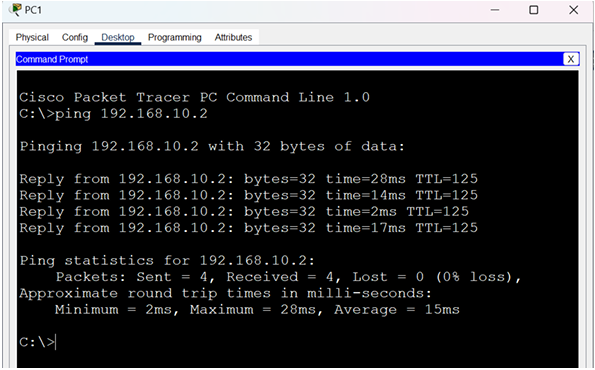 PC1
Physical Config Desktop Programming Attributes
Command Prompt X
Cisco Packet Tracer PC Command Line 1.0
C:\>ping 192.168.10.2
Pinging 192.168.10.2 with 32 bytes of data:
Reply from 192.168.10.2: bytes=32 time=28ms TTL=125
Reply from 192.168.10.2: bytes=32 time=14ms TTL=125
Reply from 192.168.10.2: bytes=32 time=2ms TTL=125
Reply from 192.168.10.2: bytes=32 time=17ms TTL=125
Ping statistics for 192.168.10.2:
Packets: Sent = 4, Received = 4, Lost = 0 (0% loss),
Approximate round trip times in milli-seconds:
Minimum = 2ms, Maximum = 28ms, Average = 15ms
C:\>